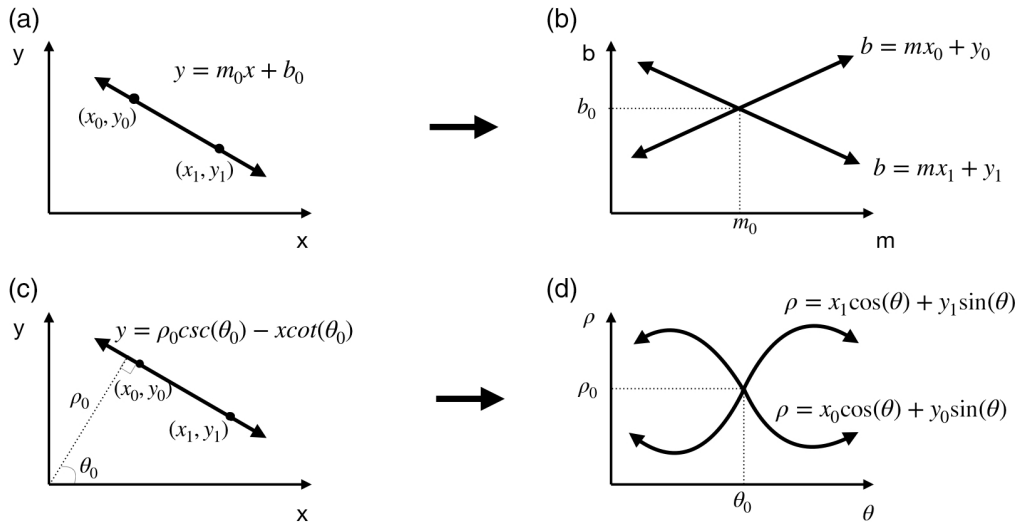 (a)
y
y = m₀x + b₀
(x₀, y₀)
(x₁, y₁)
x
(b)
b
b = mx₀ + y₀
b₀
b = mx₁ + y₁
m₀
m
(c)
y
y = ρ₀csc(θ₀) − xcot(θ₀)
(x₀, y₀)
ρ₀
(x₁, y₁)
θ₀
x
(d)
ρ
ρ = x₁cos(θ) + y₁sin(θ)
ρ₀
ρ = x₀cos(θ) + y₀sin(θ)
θ₀
θ